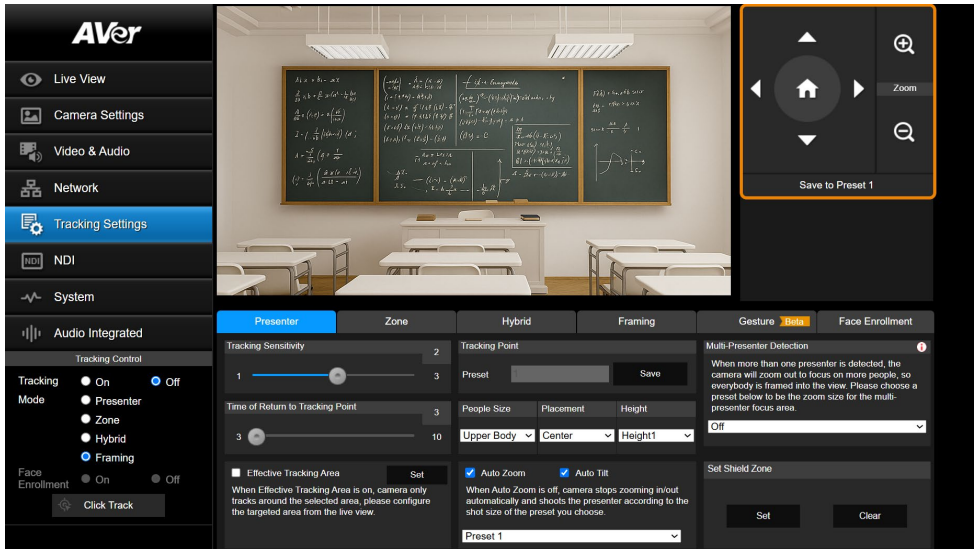 AVer
Live View
Camera Settings
Video & Audio
Network
Tracking Settings
NDI
NDI
System
Audio Integrated
Tracking Control
Tracking On Off
Mode Presenter
Zone
Hybrid
Framing
Face
Enrollment On Off
Click Track
Zoom
Save to Preset 1
Presenter Zone Hybrid Framing Gesture Beta Face Enrollment
Tracking Sensitivity 2
1 3
Time of Return to Tracking Point 3
3 10
Effective Tracking Area Set
When Effective Tracking Area is on, camera only
tracks around the selected area, please configure
the targeted area from the live view.
Tracking Point
Preset 1 Save
People Size Placement Height
Upper Body Center Height1
Auto Zoom Auto Tilt
When Auto Zoom is off, camera stops zooming in/out
automatically and shoots the presenter according to the
shot size of the preset you choose.
Preset 1
Multi-Presenter Detection
When more than one presenter is detected, the
camera will zoom out to focus on more people, so
everybody is framed into the view. Please choose a
preset below to be the zoom size for the multi-
presenter focus area.
Off
Set Shield Zone
Set Clear